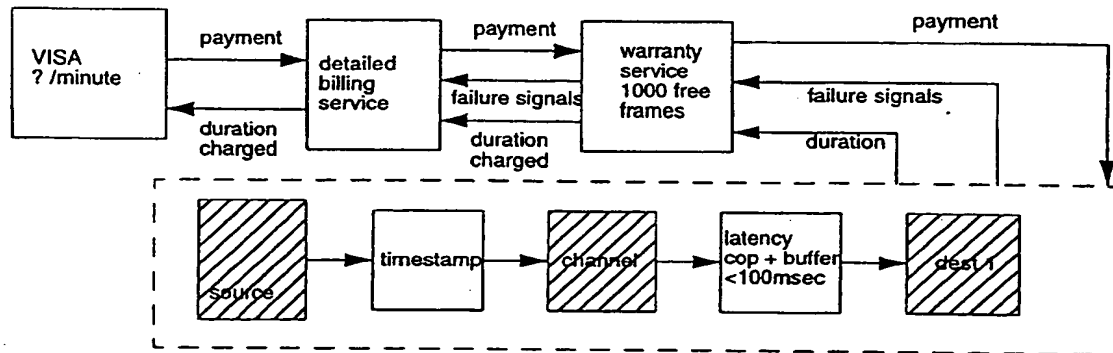 VISA
? /minute
payment
duration
charged
detailed
billing
service
payment
failure signals
duration
charged
warranty
service
1000 free
frames
payment
failure signals
duration
source
timestamp
channel
latency
cop + buffer
<100msec
dest 1